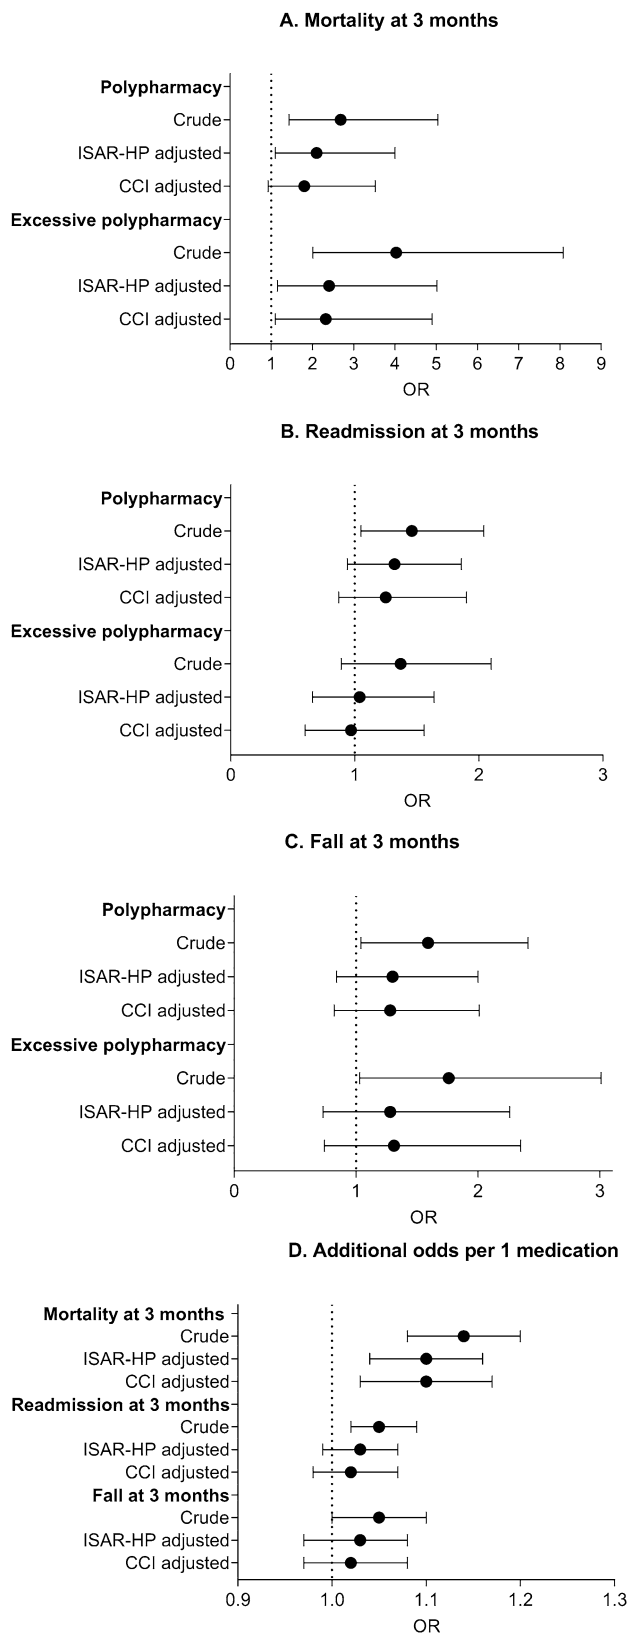 A. Mortality at 3 months
Polypharmacy
Crude
ISAR-HP adjusted
CCI adjusted
Excessive polypharmacy
Crude
ISAR-HP adjusted
CCI adjusted
0 1 2 3 4 5 6 7 8 9
OR
B. Readmission at 3 months
Polypharmacy
Crude
ISAR-HP adjusted
CCI adjusted
Excessive polypharmacy
Crude
ISAR-HP adjusted
CCI adjusted
0 1 2 3
OR
C. Fall at 3 months
Polypharmacy
Crude
ISAR-HP adjusted
CCI adjusted
Excessive polypharmacy
Crude
ISAR-HP adjusted
CCI adjusted
0 1 2 3
OR
D. Additional odds per 1 medication
Mortality at 3 months
Crude
ISAR-HP adjusted
CCI adjusted
Readmission at 3 months
Crude
ISAR-HP adjusted
CCI adjusted
Fall at 3 months
Crude
ISAR-HP adjusted
CCI adjusted
0.9 1.0 1.1 1.2 1.3
OR